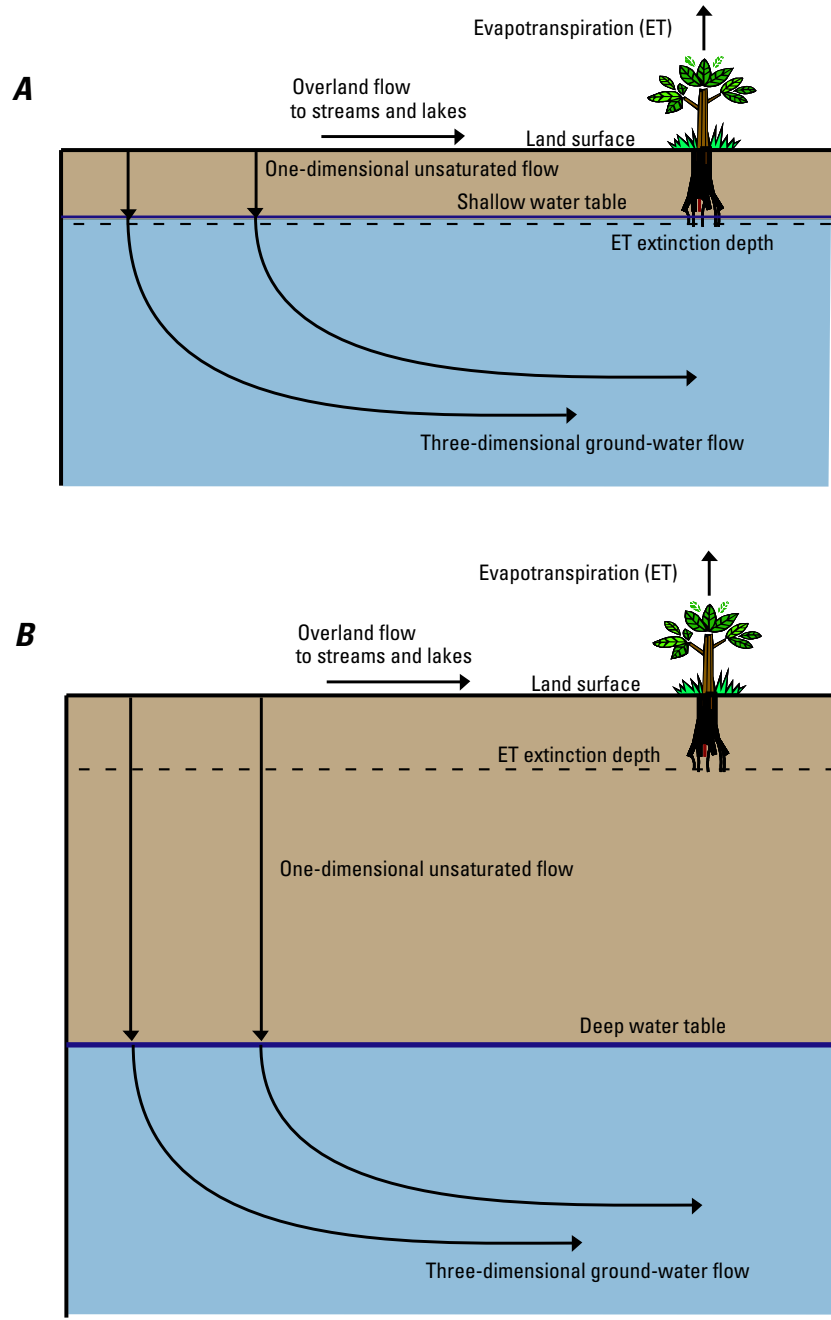 A
Evapotranspiration (ET)
Overland flow
to streams and lakes
Land surface
One-dimensional unsaturated flow
Shallow water table
ET extinction depth
Three-dimensional ground-water flow
B
Evapotranspiration (ET)
Overland flow
to streams and lakes
Land surface
ET extinction depth
One-dimensional unsaturated flow
Deep water table
Three-dimensional ground-water flow